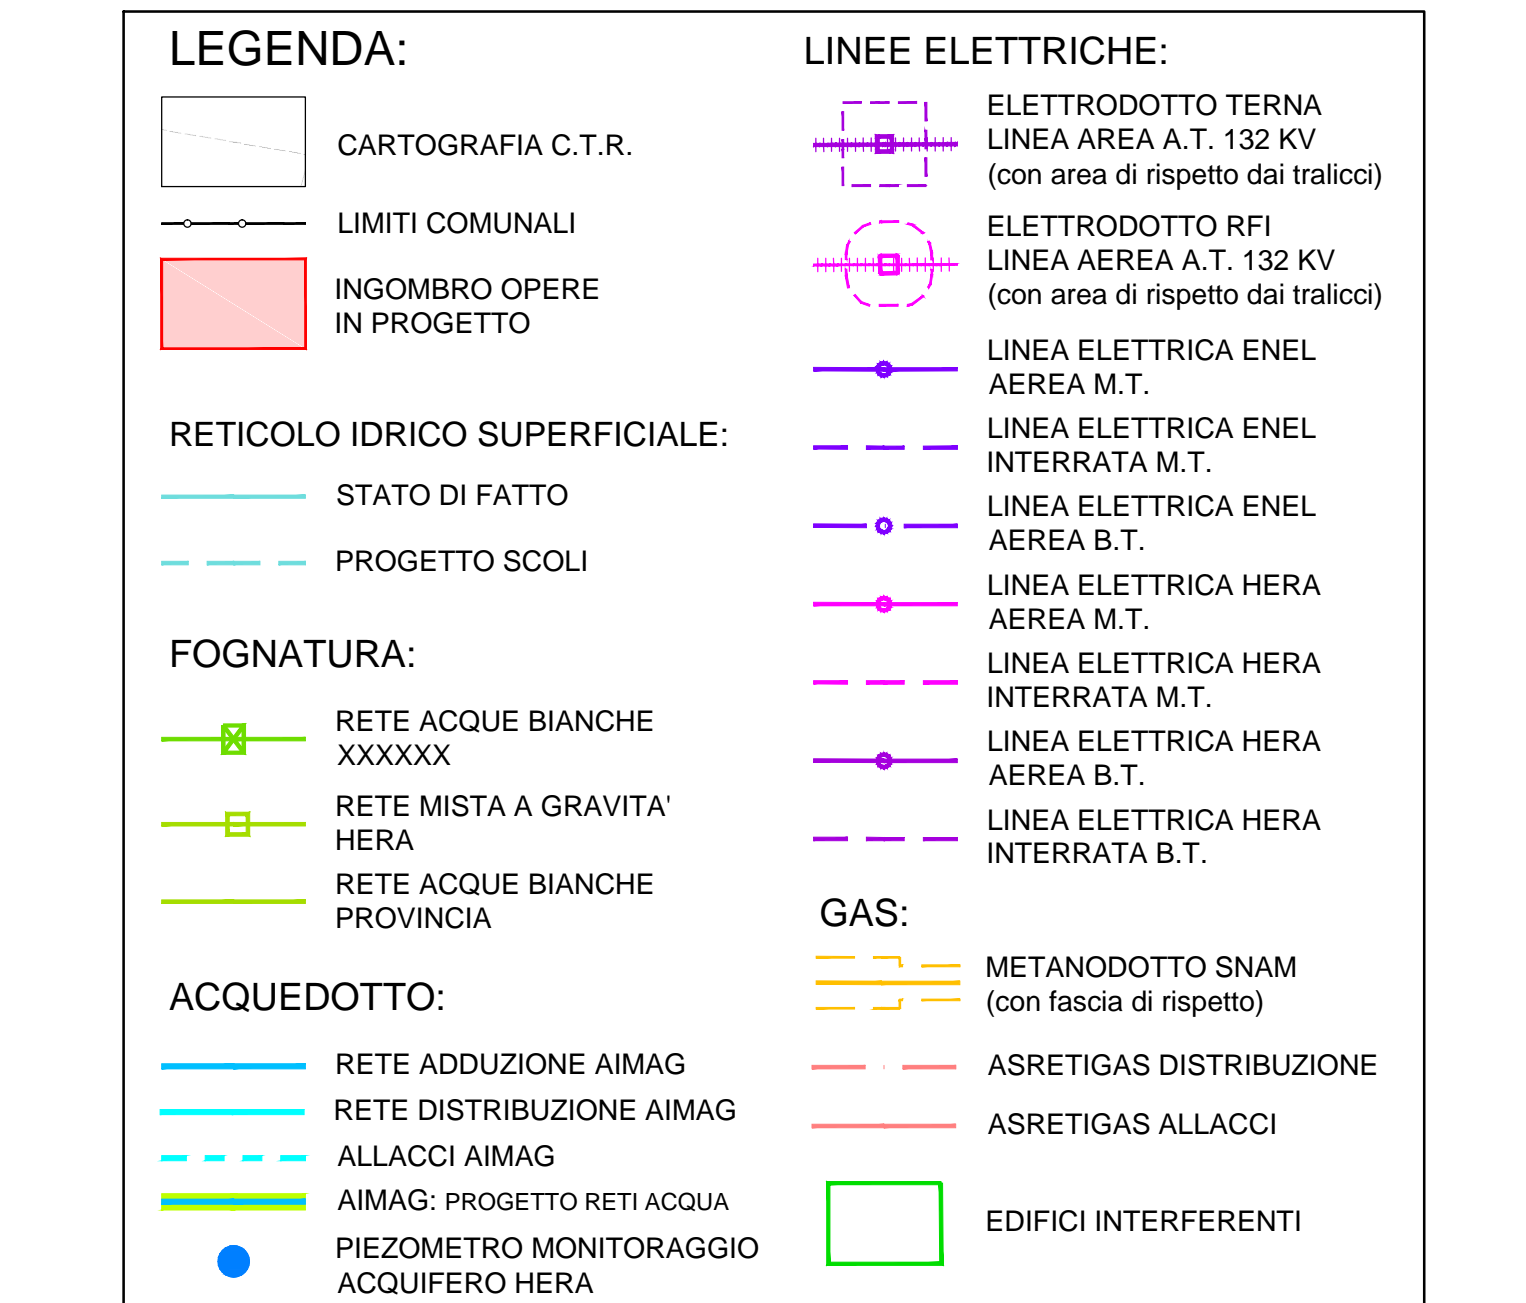 LEGENDA:
CARTOGRAFIA C.T.R.
LIMITI COMUNALI
INGOMBRO OPERE
IN PROGETTO
RETICOLO IDRICO SUPERFICIALE:
STATO DI FATTO
PROGETTO SCOLI
FOGNATURA:
RETE ACQUE BIANCHE
XXXXXX
RETE MISTA A GRAVITA'
HERA
RETE ACQUE BIANCHE
PROVINCIA
ACQUEDOTTO:
RETE ADDUZIONE AIMAG
RETE DISTRIBUZIONE AIMAG
ALLACCI AIMAG
AIMAG: PROGETTO RETI ACQUA
PIEZOMETRO MONITORAGGIO
ACQUIFERO HERA
LINEE ELETTRICHE:
ELETTRODOTTO TERNA
LINEA AREA A.T. 132 KV
(con area di rispetto dai tralicci)
ELETTRODOTTO RFI
LINEA AEREA A.T. 132 KV
(con area di rispetto dai tralicci)
LINEA ELETTRICA ENEL
AEREA M.T.
LINEA ELETTRICA ENEL
INTERRATA M.T.
LINEA ELETTRICA ENEL
AEREA B.T.
LINEA ELETTRICA HERA
AEREA M.T.
LINEA ELETTRICA HERA
INTERRATA M.T.
LINEA ELETTRICA HERA
AEREA B.T.
LINEA ELETTRICA HERA
INTERRATA B.T.
GAS:
METANODOTTO SNAM
(con fascia di rispetto)
ASRETIGAS DISTRIBUZIONE
ASRETIGAS ALLACCI
EDIFICI INTERFERENTI